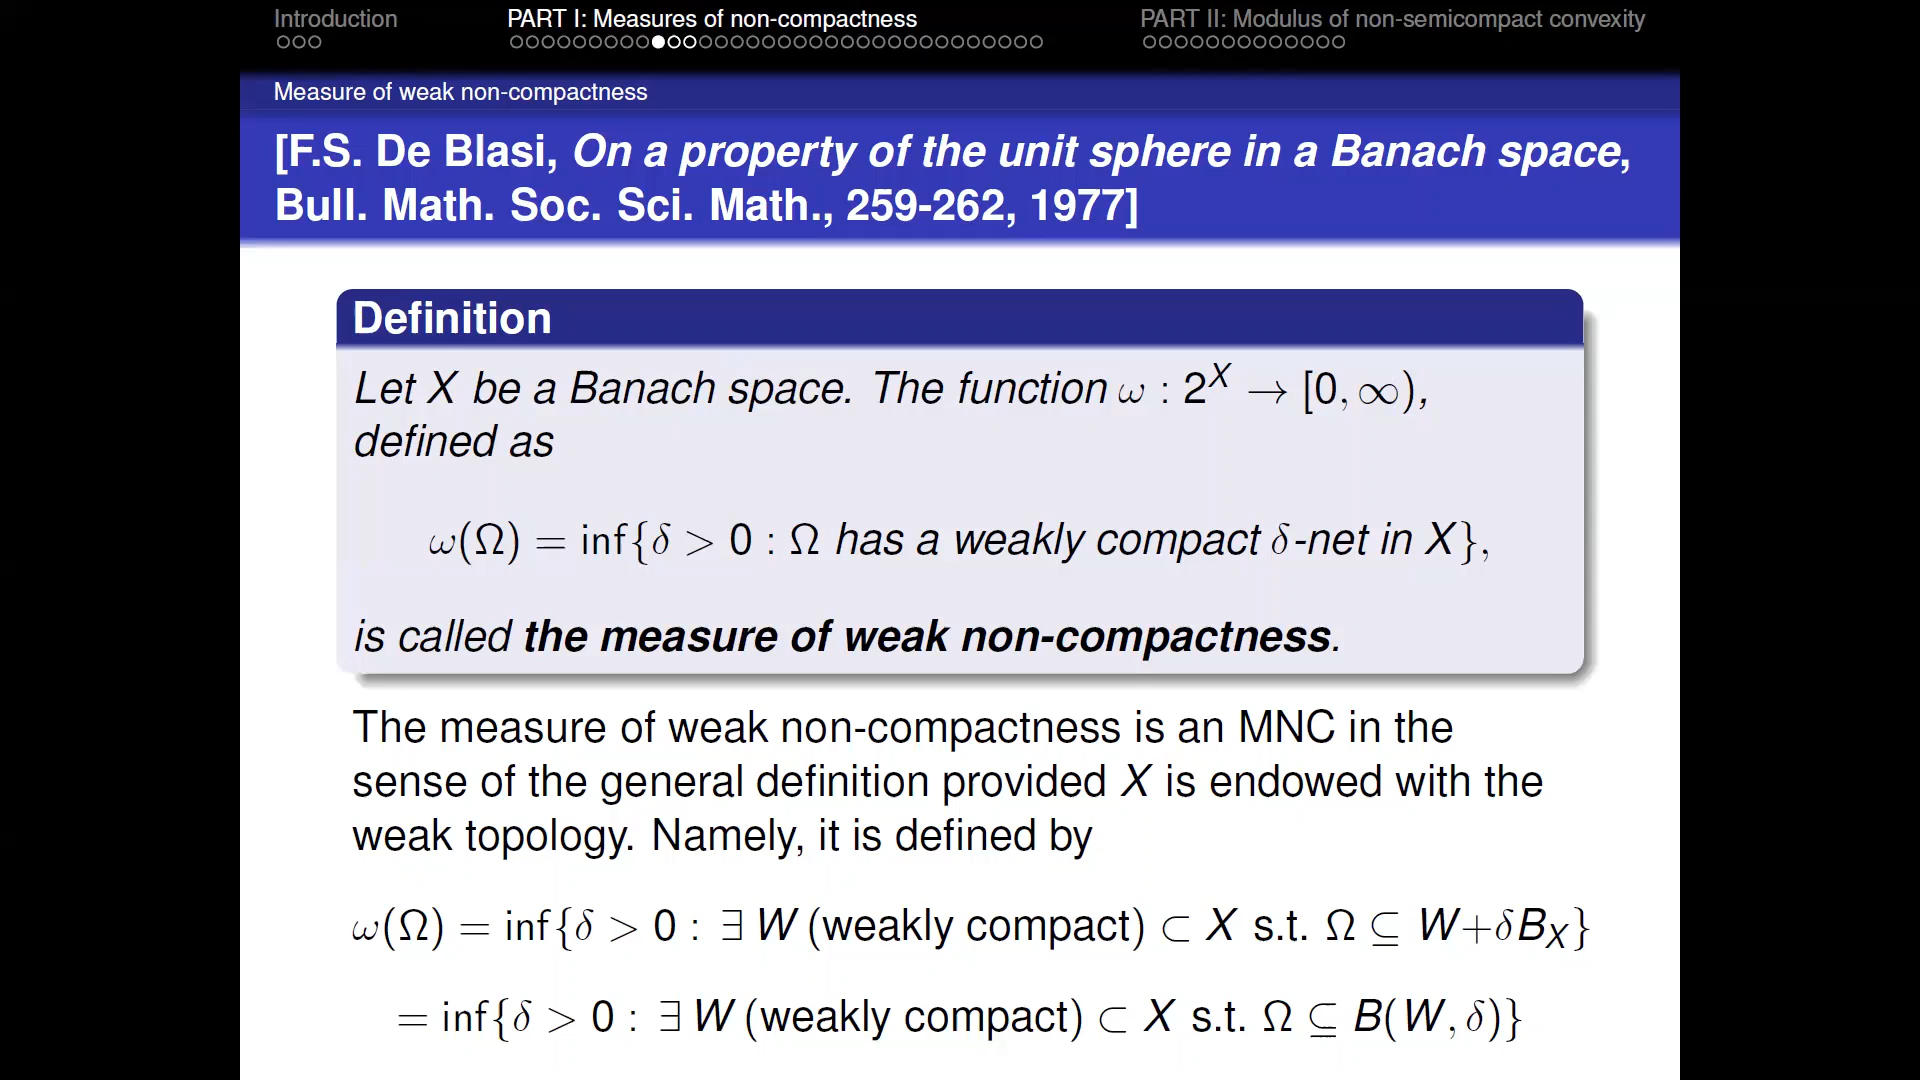 Introduction
PART I: Measures of non-compactness
PART II: Modulus of non-semicompact convexity
Measure of weak non-compactness
[F.S. De Blasi, On a property of the unit sphere in a Banach space,
Bull. Math. Soc. Sci. Math., 259-262, 1977]
Definition
Let X be a Banach space. The function ω : 2^X → [0, ∞),
defined as
ω(Ω) = inf{δ > 0 : Ω has a weakly compact δ-net in X},
is called the measure of weak non-compactness.
The measure of weak non-compactness is an MNC in the
sense of the general definition provided X is endowed with the
weak topology. Namely, it is defined by
ω(Ω) = inf{δ > 0 : ∃ W (weakly compact) ⊂ X s.t. Ω ⊆ W+δB_X}
= inf{δ > 0 : ∃ W (weakly compact) ⊂ X s.t. Ω ⊆ B(W, δ)}